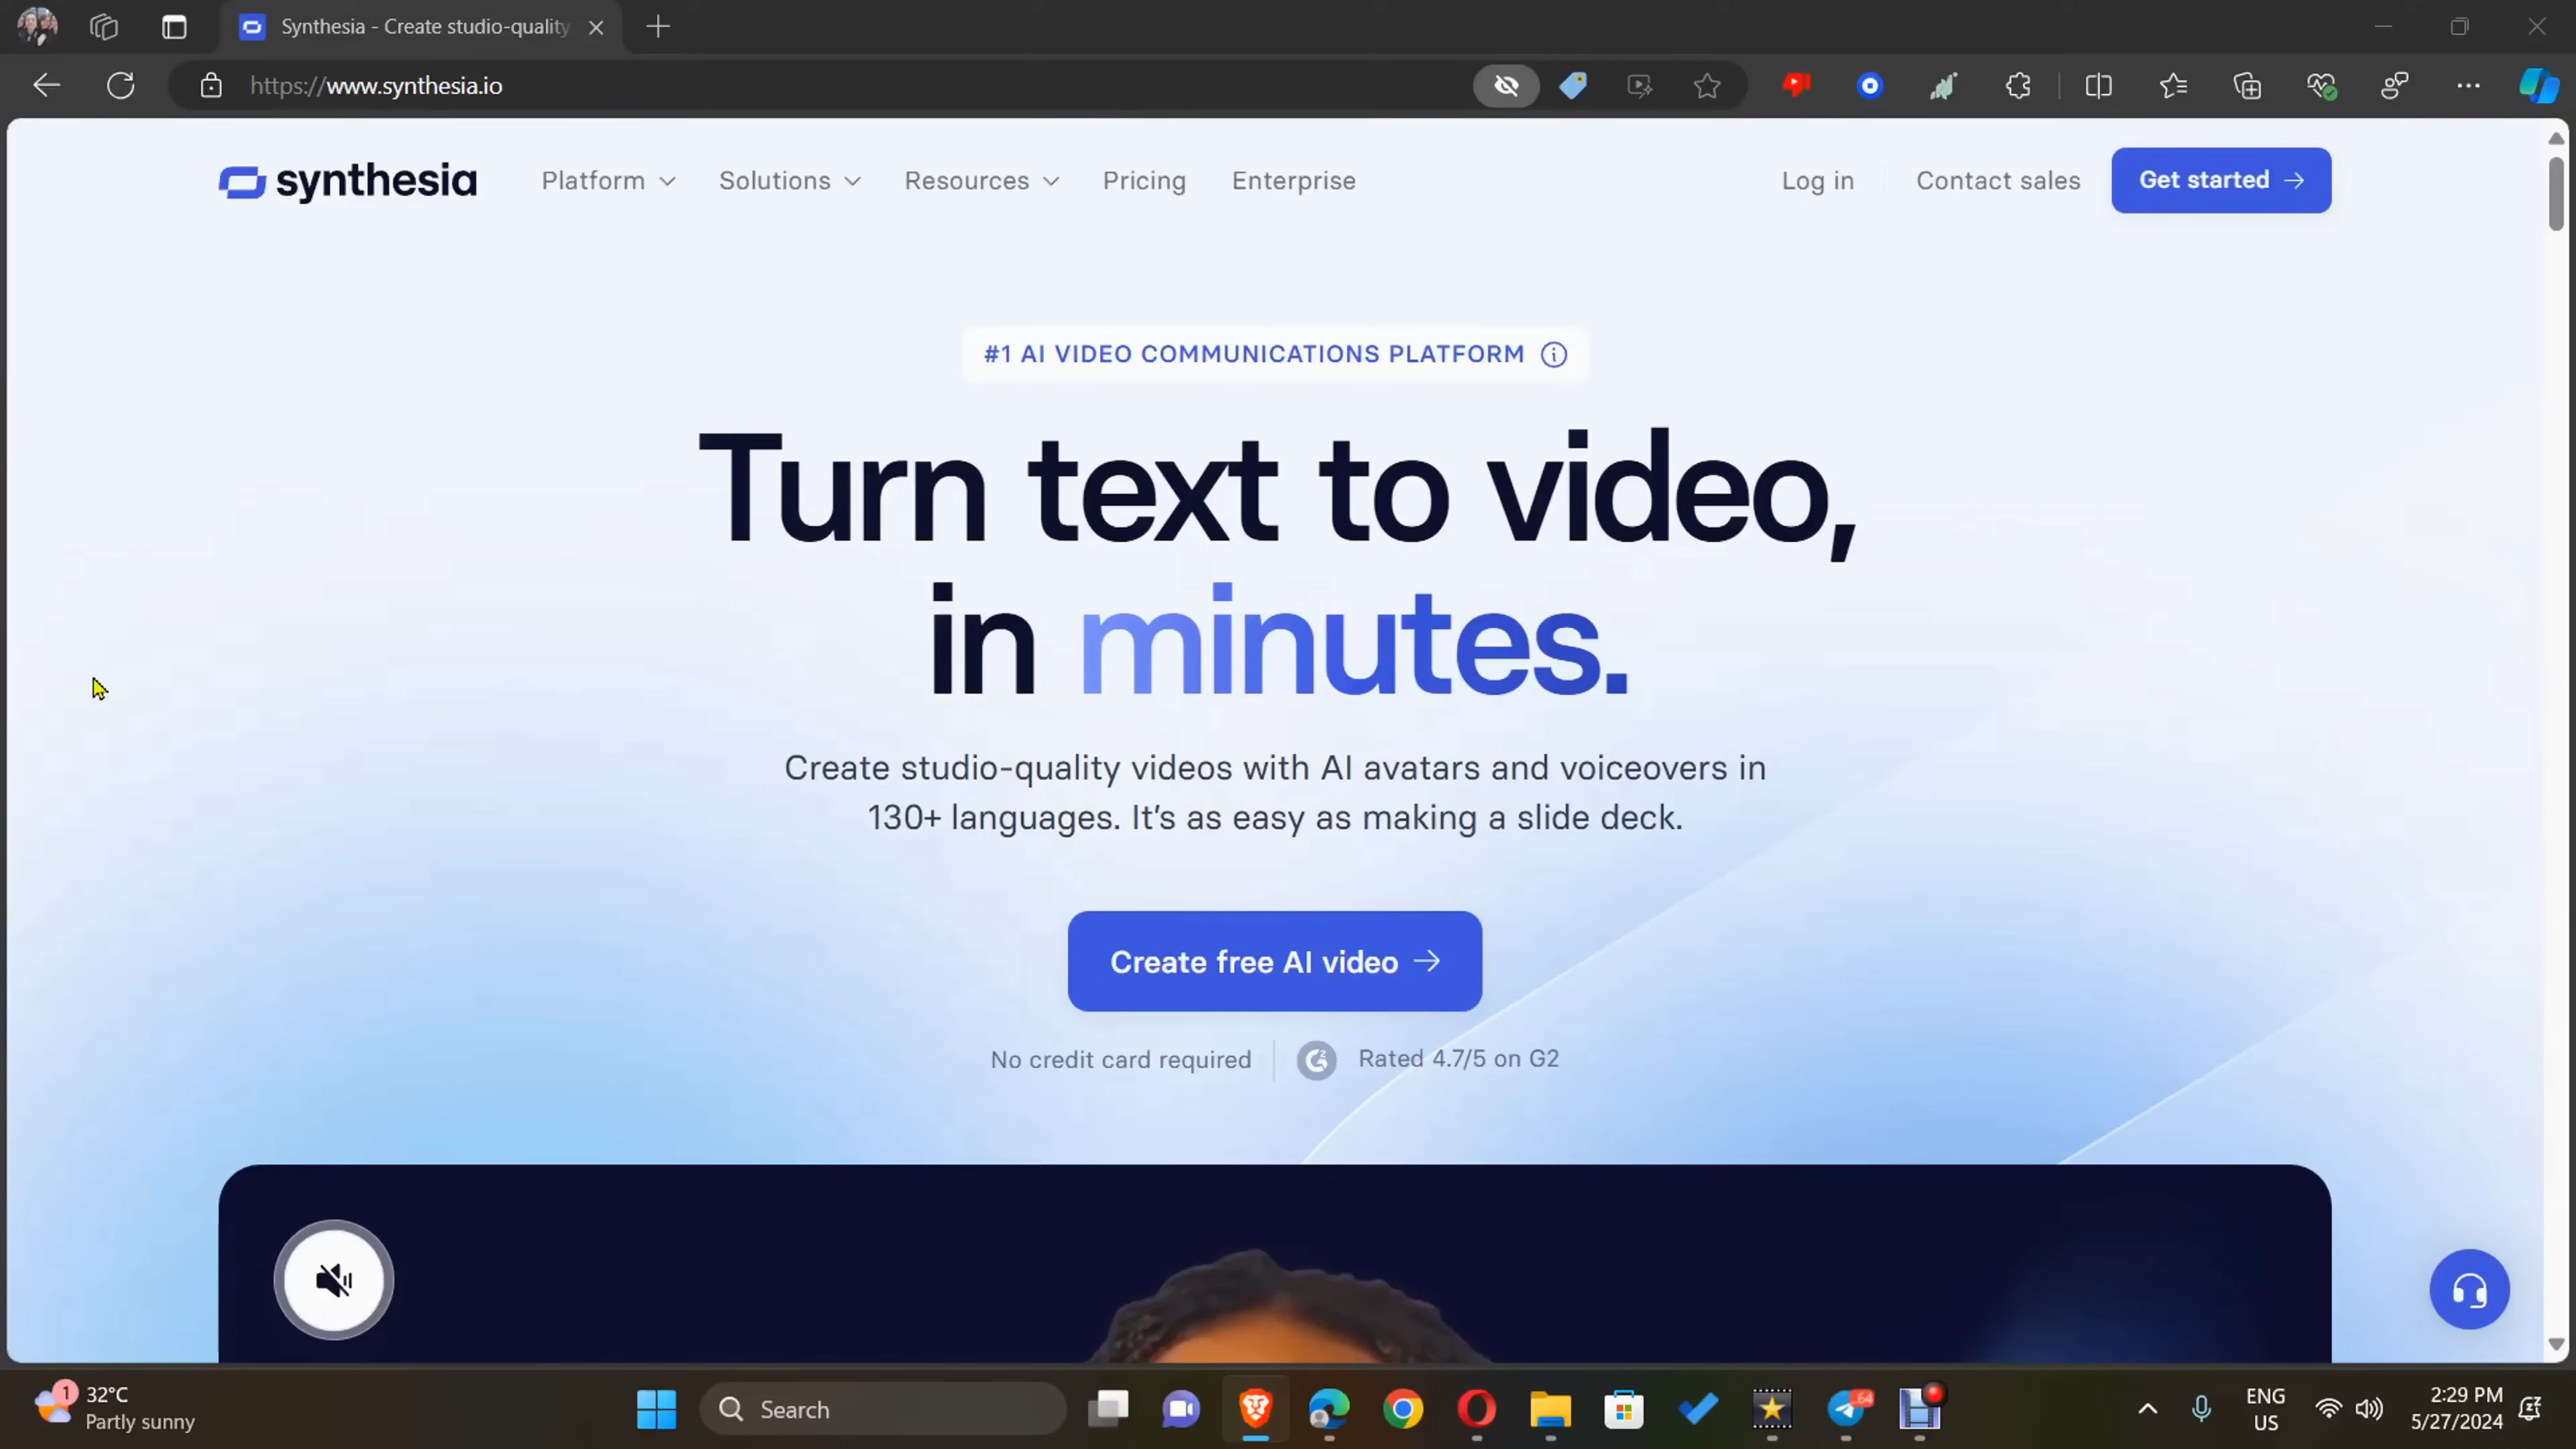 Synthesia - Create studio-quality
https://www.synthesia.io
synthesia
Platform
Solutions
Resources
Pricing
Enterprise
Log in
Contact sales
Get started
#1 AI VIDEO COMMUNICATIONS PLATFORM
Turn text to video,
in minutes.
Create studio-quality videos with AI avatars and voiceovers in
130+ languages. It's as easy as making a slide deck.
Create free AI video
No credit card required
Rated 4.7/5 on G2
1
32°C
Partly sunny
Search
64
ENG
US
2:29 PM
5/27/2024